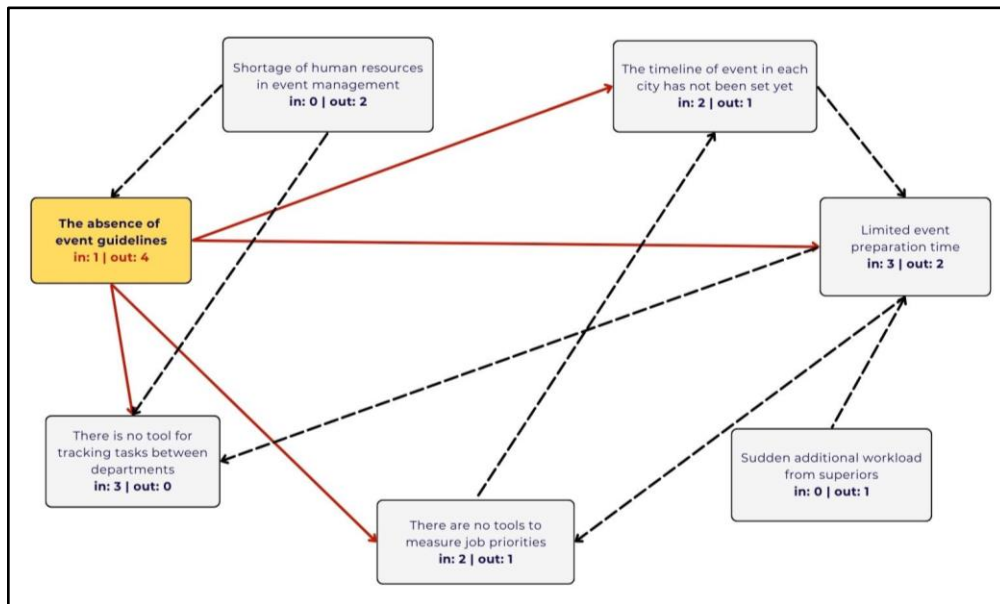 Shortage of human resources
in event management
in: 0 | out: 2
The timeline of event in each
city has not been set yet
in: 2 | out: 1
The absence of
event guidelines
in: 1 | out: 4
Limited event
preparation time
in: 3 | out: 2
There is no tool for
tracking tasks between
departments
in: 3 | out: 0
Sudden additional workload
from superiors
in: 0 | out: 1
There are no tools to
measure job priorities
in: 2 | out: 1